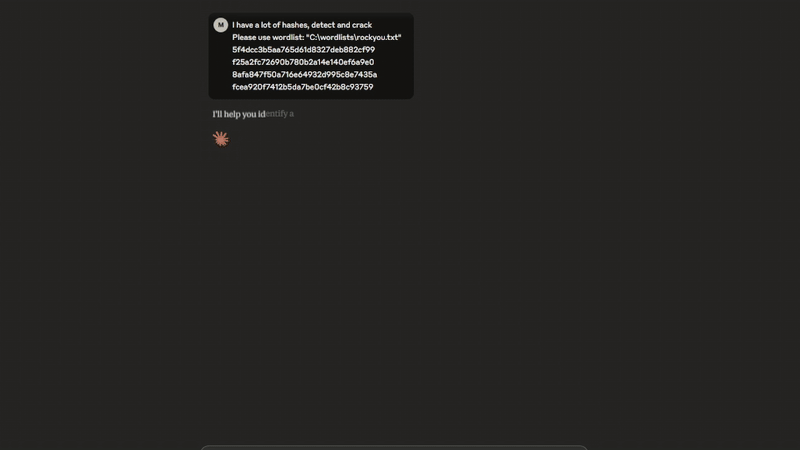 M
I have a lot of hashes, detect and crack
Please use wordlist: "C:\wordlists\rockyou.txt"
5f4dcc3b5aa765d61d8327deb882cf99
f25a2fc72690b780b2a14e140ef6a9e0
8afa847f50a716e64932d995c8e7435a
fcea920f7412b5da7be0cf42b8c93759
I'll help you identify a